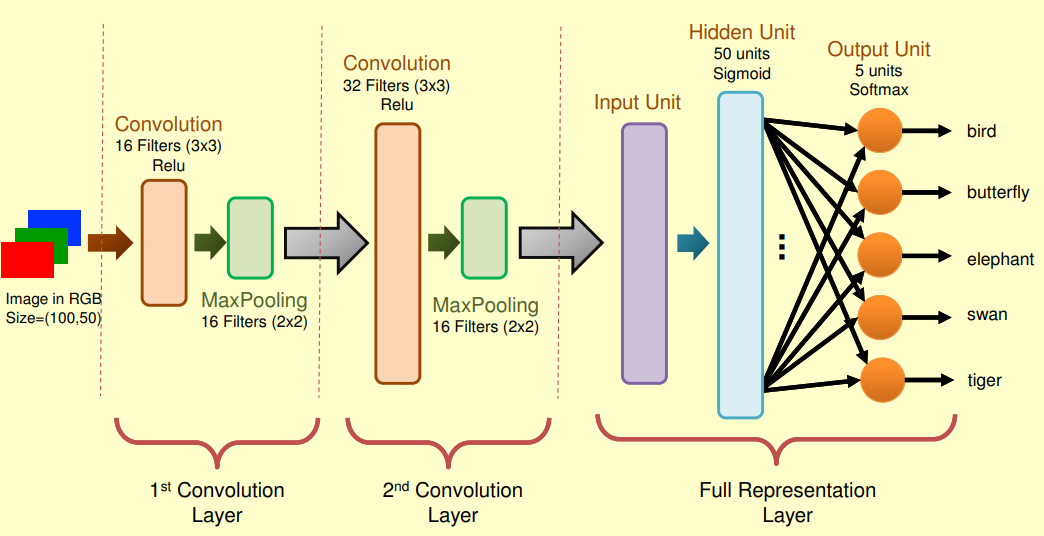 Image in RGB
Size=(100,50)
Convolution
16 Filters (3x3)
Relu
MaxPooling
16 Filters (2x2)
1st Convolution
Layer
Convolution
32 Filters (3x3)
Relu
MaxPooling
16 Filters (2x2)
2nd Convolution
Layer
Input Unit
Hidden Unit
50 units
Sigmoid
Output Unit
5 units
Softmax
bird
butterfly
elephant
swan
tiger
Full Representation
Layer